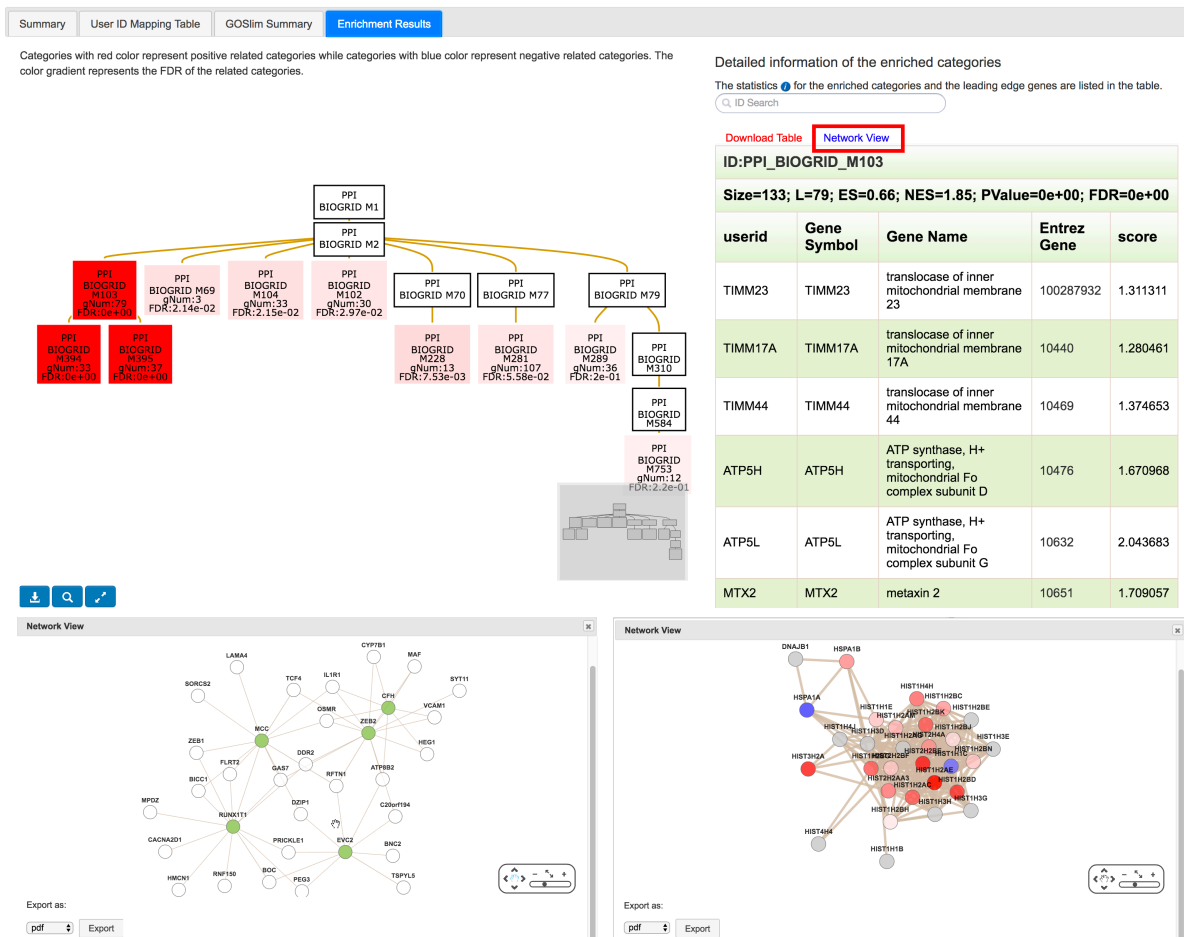 Summary
User ID Mapping Table
GOSlim Summary
Enrichment Results
Categories with red color represent positive related categories while categories with blue color represent negative related categories. The
color gradient represents the FDR of the related categories.
PPI
BIOGRID M1
PPI
BIOGRID M2
PPI
BIOGRID
M103
gNum:79
FDR:0e+00
PPI
BIOGRID M69
gNum:3
FDR:2.14e-02
PPI
BIOGRID
M104
gNum:33
FDR:2.15e-02
PPI
BIOGRID
M102
gNum:30
FDR:2.97e-02
PPI
BIOGRID M70
PPI
BIOGRID M77
PPI
BIOGRID M79
PPI
BIOGRID
M394
gNum:33
FDR:0e+00
PPI
BIOGRID
M395
gNum:37
FDR:0e+00
PPI
BIOGRID
M228
gNum:13
FDR:7.53e-03
PPI
BIOGRID
M281
gNum:107
FDR:5.58e-02
PPI
BIOGRID
M289
gNum:36
FDR:2e-01
PPI
BIOGRID
M310
PPI
BIOGRID
M584
PPI
BIOGRID
M753
gNum:12
FDR:2.2e-01
Detailed information of the enriched categories
The statistics i for the enriched categories and the leading edge genes are listed in the table.
ID Search
Download Table
Network View
ID:PPI_BIOGRID_M103
Size=133; L=79; ES=0.66; NES=1.85; PValue=0e+00; FDR=0e+00
userid
Gene
Symbol
Gene Name
Entrez
Gene
score
TIMM23
TIMM23
translocase of inner
mitochondrial membrane
23
100287932
1.311311
TIMM17A
TIMM17A
translocase of inner
mitochondrial membrane
17A
10440
1.280461
TIMM44
TIMM44
translocase of inner
mitochondrial membrane
44
10469
1.374653
ATP5H
ATP5H
ATP synthase, H+
transporting,
mitochondrial Fo
complex subunit D
10476
1.670968
ATP5L
ATP5L
ATP synthase, H+
transporting,
mitochondrial Fo
complex subunit G
10632
2.043683
MTX2
MTX2
metaxin 2
10651
1.709057
Network View
CYP7B1
LAMA4
MAF
TCF4
IL1R1
SYT11
SORCS2
CFH
OSMR
VCAM1
ZEB2
MCC
ZEB1
HEG1
DDR2
FLRT2
GAS7
ATP8B2
BICC1
RFTN1
MPDZ
DZIP1
C20orf194
RUNX1T1
CACNA2D1
PRICKLE1
EVC2
BNC2
HMCN1
RNF150
BOC
PEG3
TSPYL5
Export as:
pdf
Export
Network View
DNAJB1
HSPA1B
HIST1H4H
HIST1H2BC
HSPA1A
HIST1H1E
HIST1H2BE
HIST1H2AM
HIST1H2BK
HIST1H4J
HIST1H3D
HIST1H2BJ
HIST2H4A
HIST1H3E
HIST2H2BE
HIST1H2BF
HIST1H1C
HIST1H2BN
HIST3H2A
HIST1H2AE
HIST2H2AA3
HIST1H2AC
HIST1H2BD
HIST1H3H
HIST1H3G
HIST1H2BH
HIST4H4
HIST1H1B
Export as:
pdf
Export